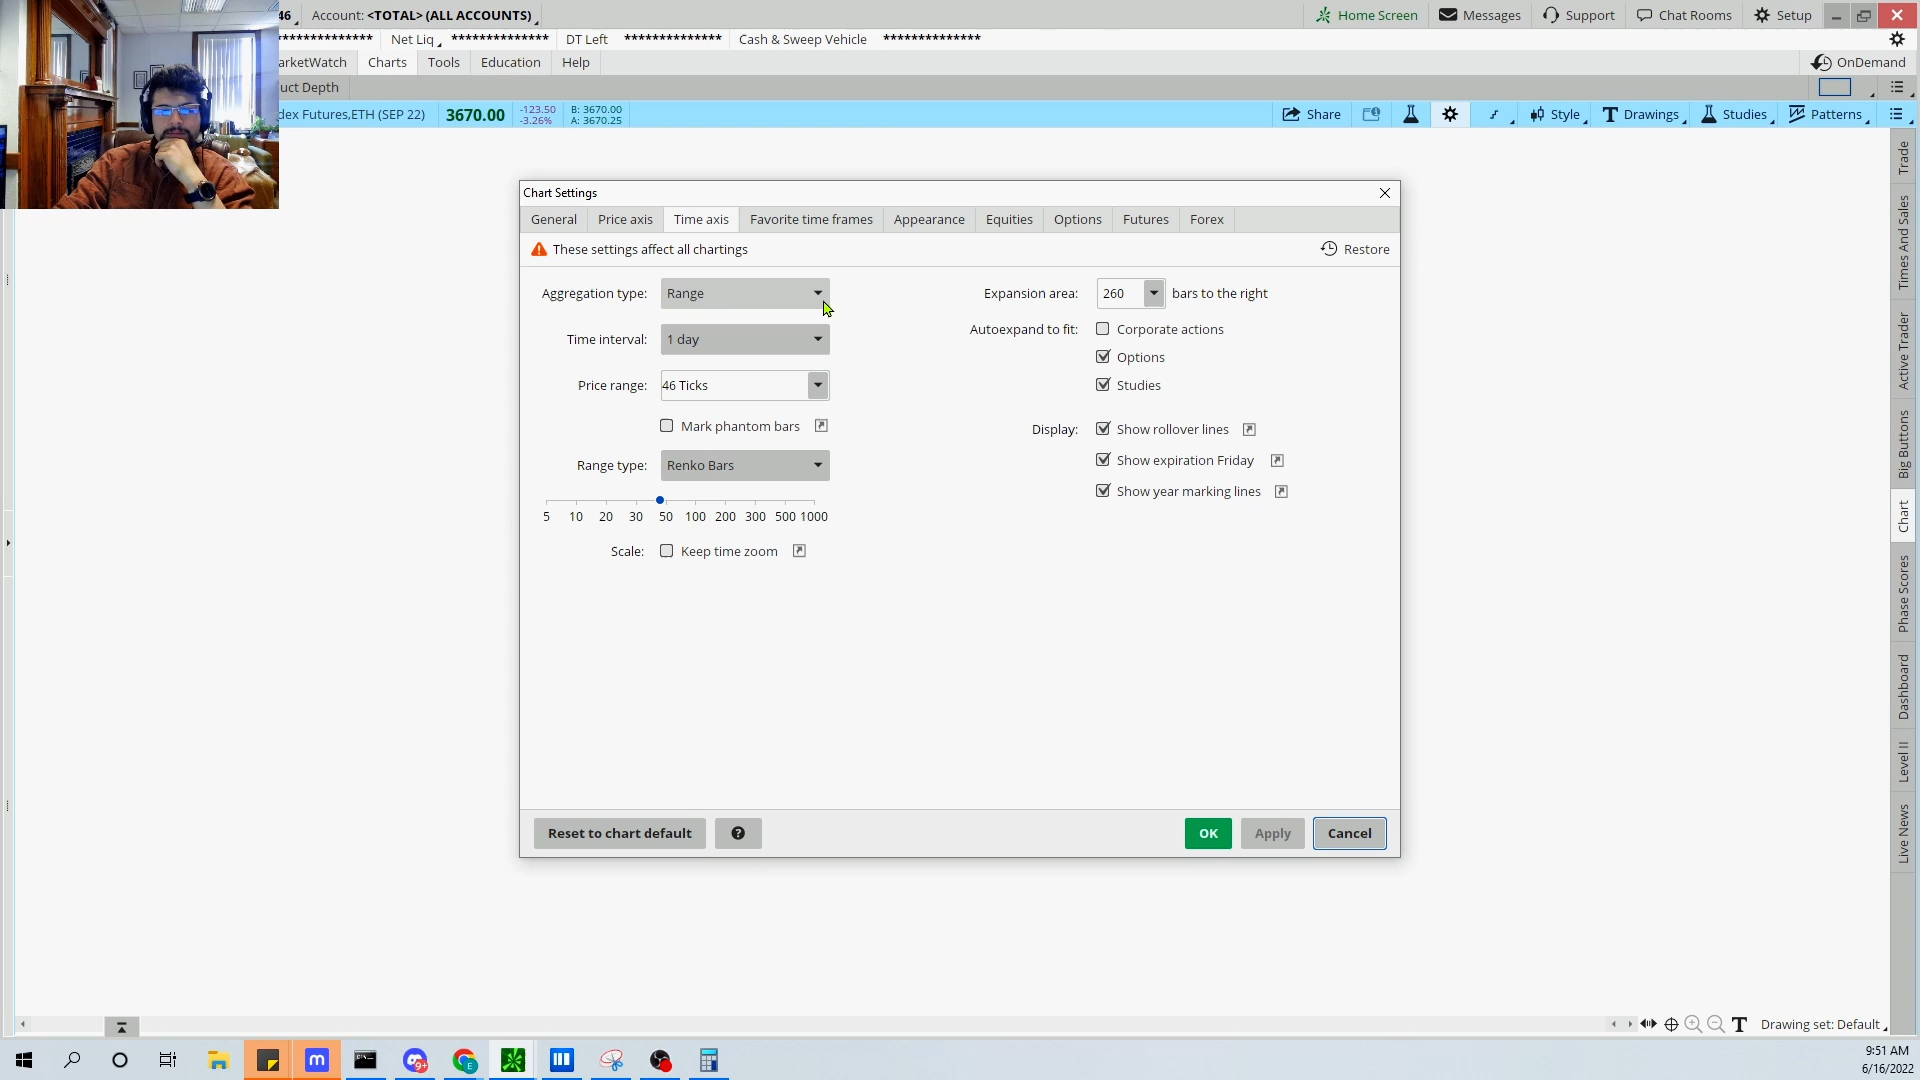 46 Account: <TOTAL> (ALL ACCOUNTS) Home Screen Messages Support Chat Rooms Setup
************** Net Liq ************** DT Left ************** Cash & Sweep Vehicle **************
arketWatch Charts Tools Education Help OnDemand
uct Depth
dex Futures,ETH (SEP 22) 3670.00 -123.50 B: 3670.00 Share Style Drawings Studies Patterns
-3.26% A: 3670.25
Chart Settings
General Price axis Time axis Favorite time frames Appearance Equities Options Futures Forex
These settings affect all chartings Restore
Aggregation type: Range Expansion area: 260 bars to the right
Autoexpand to fit: Corporate actions
Time interval: 1 day
Options
Price range: 46 Ticks Studies
Mark phantom bars Display: Show rollover lines
Range type: Renko Bars Show expiration Friday
Show year marking lines
5 10 20 30 50 100 200 300 500 1000
Scale: Keep time zoom
Reset to chart default ? OK Apply Cancel
Trade
Times And Sales
Active Trader
Big Buttons
Chart
Phase Scores
Dashboard
Level II
Live News
Drawing set: Default
9+ E 9:51 AM
6/16/2022